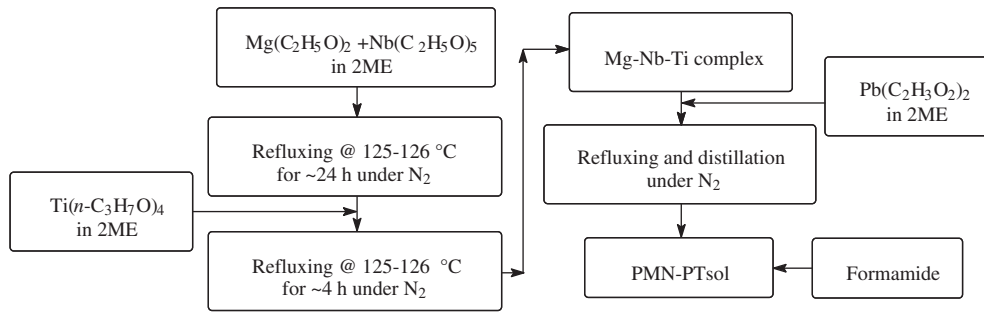 Mg(C2H5O)2 +Nb(C 2H5O)5
in 2ME
Refluxing @ 125-126 °C
for ~24 h under N2
Ti(n-C3H7O)4
in 2ME
Refluxing @ 125-126 °C
for ~4 h under N2
Mg-Nb-Ti complex
Pb(C2H3O2)2
in 2ME
Refluxing and distillation
under N2
PMN-PTsol
Formamide